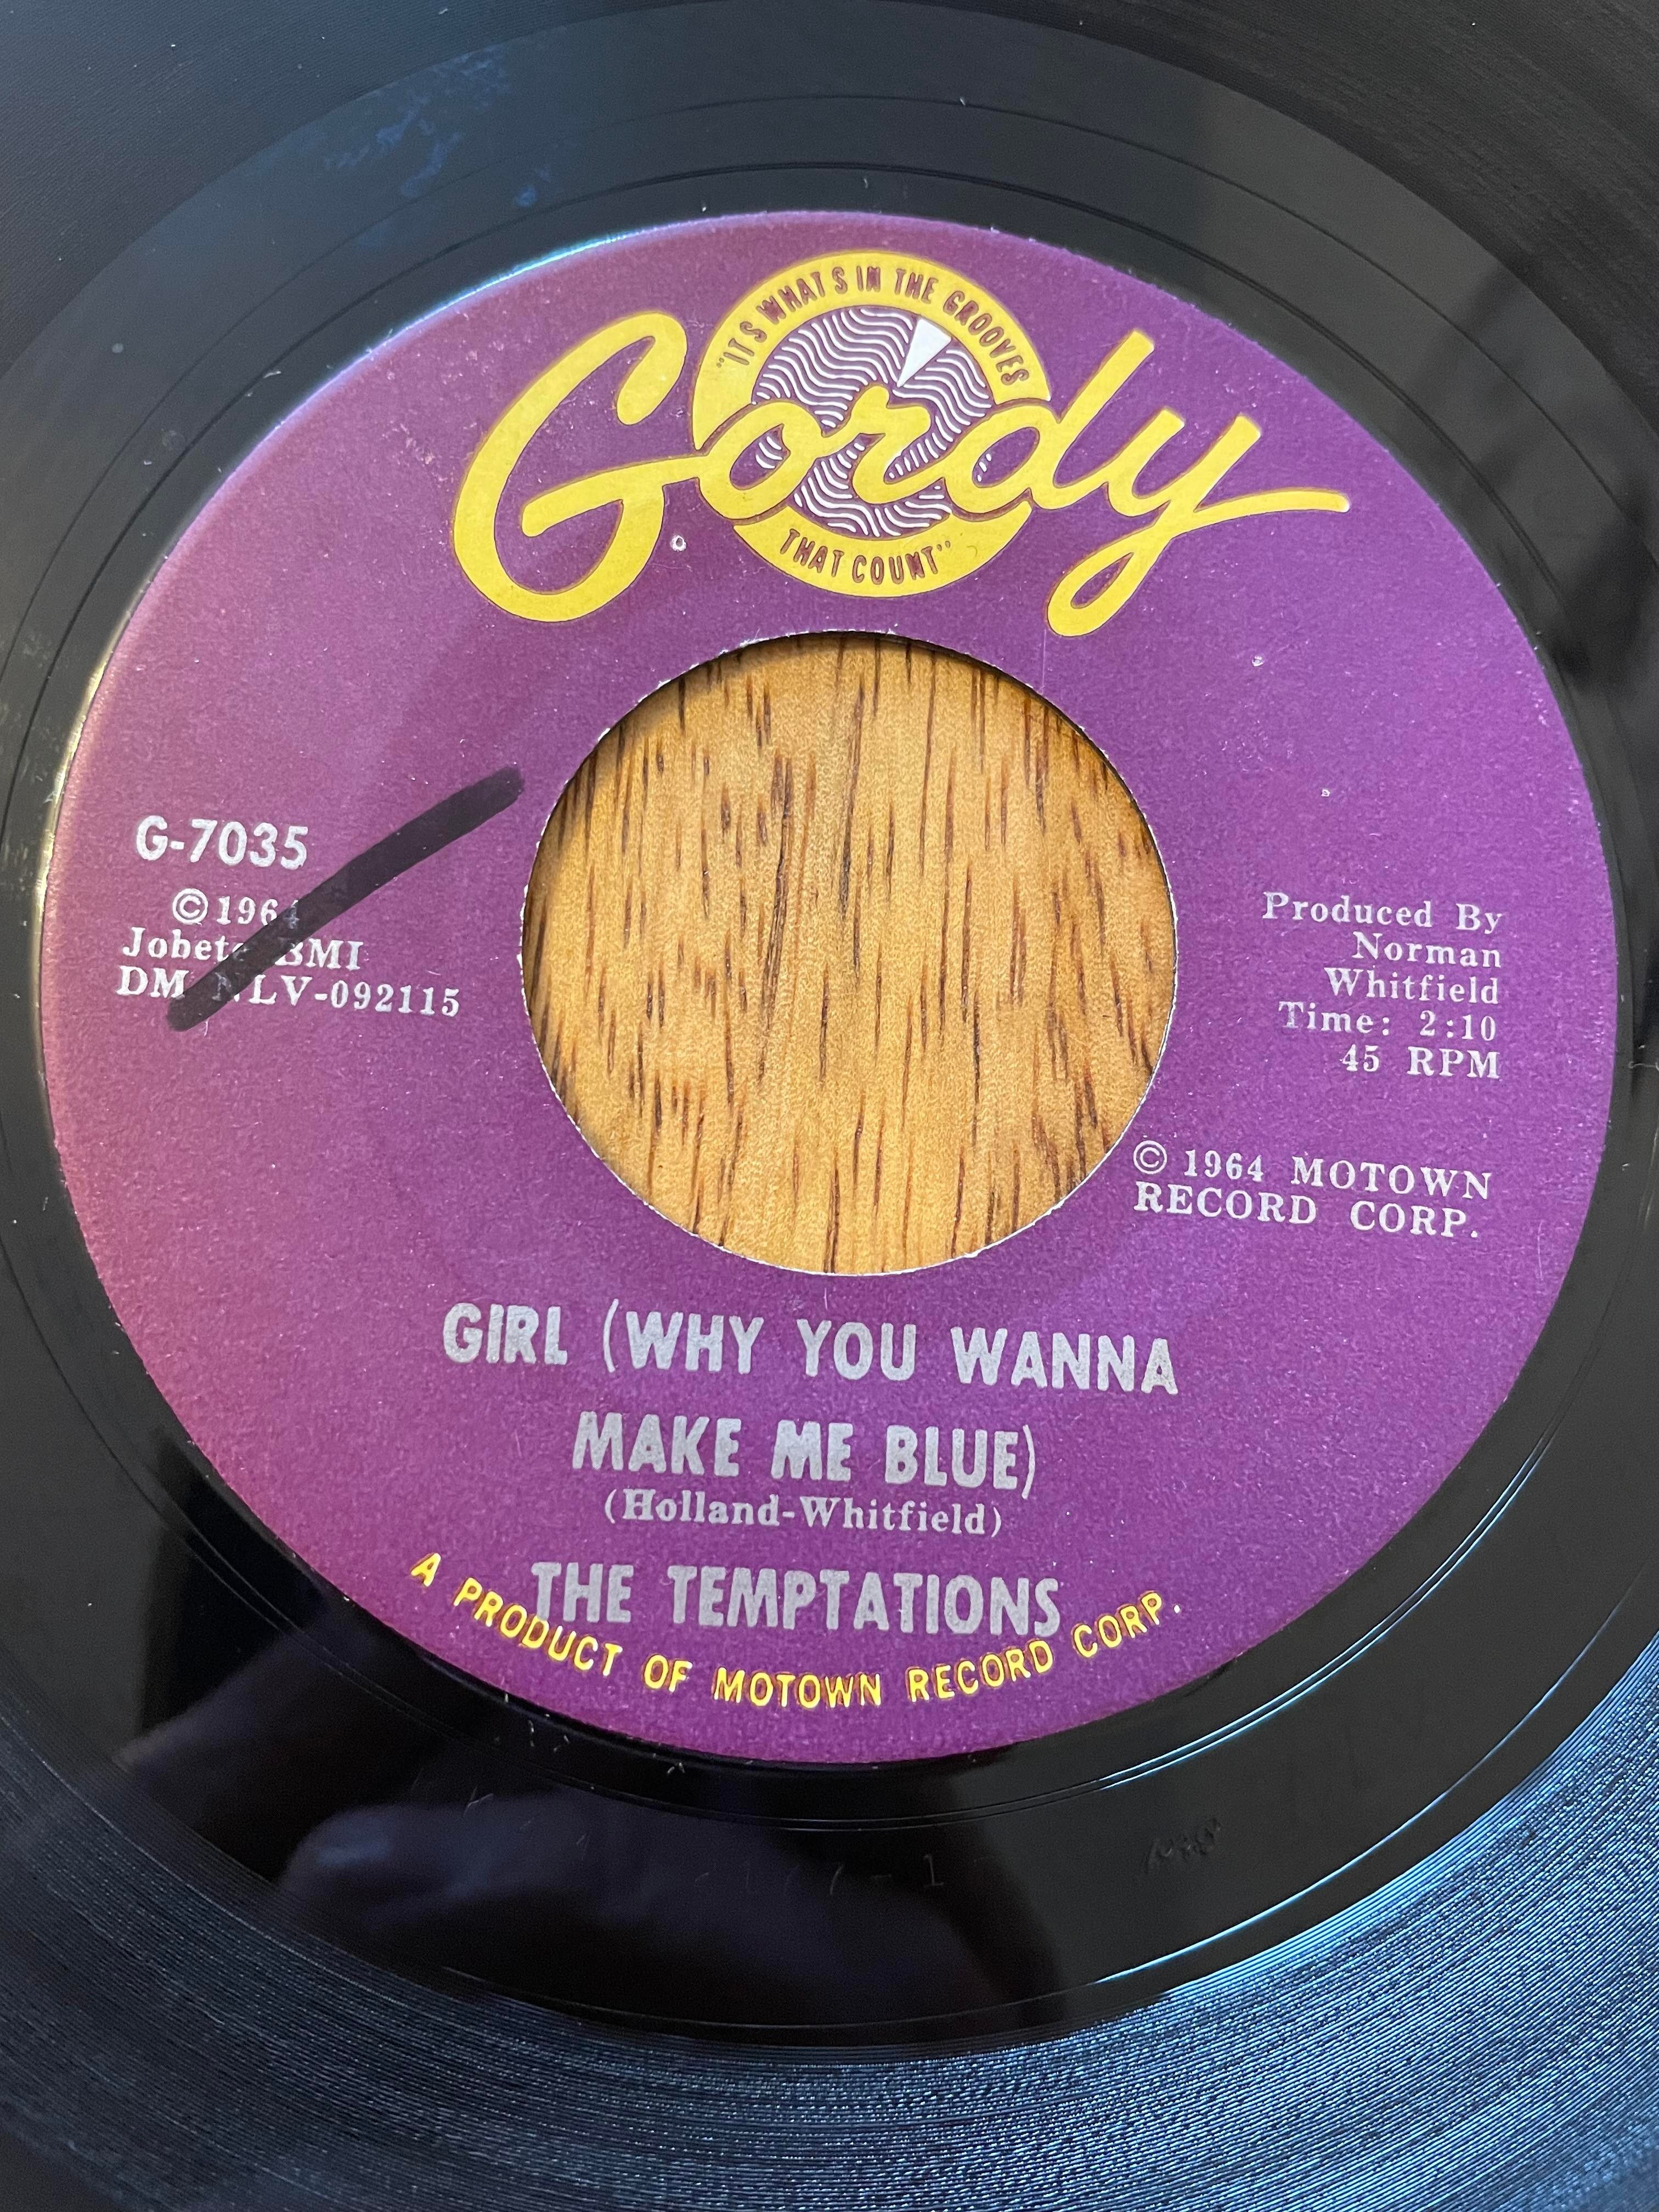 "IT'S WHAT'S IN THE GROOVES
Gordy
THAT COUNT"
G-7035
© 1964
Jobete BMI
DM NLV-092115
Produced By
Norman
Whitfield
Time: 2:10
45 RPM
© 1964 MOTOWN
RECORD CORP.
GIRL (WHY YOU WANNA
MAKE ME BLUE)
(Holland-Whitfield)
THE TEMPTATIONS
A PRODUCT OF MOTOWN RECORD CORP.